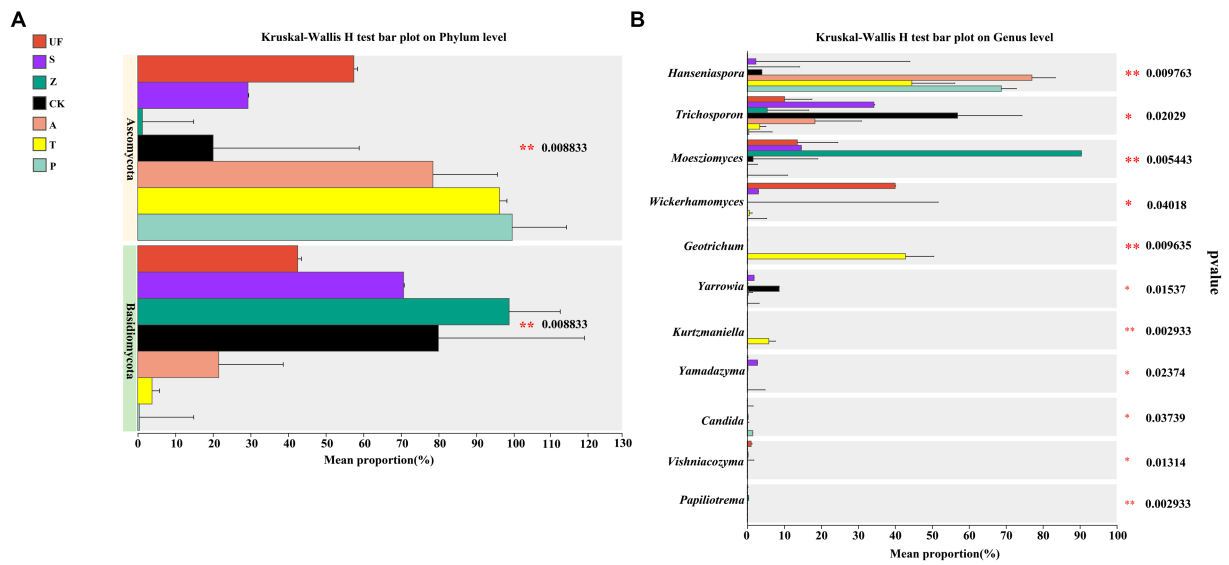 A
Kruskal-Wallis H test bar plot on Phylum level
UF
S
Z
CK
A
T
P
Ascomycota
** 0.008833
Basidiomycota
** 0.008833
0 10 20 30 40 50 60 70 80 90 100 110 120 130
Mean proportion(%)
B
Kruskal-Wallis H test bar plot on Genus level
Hanseniaspora ** 0.009763
Trichosporon * 0.02029
Moesziomyces ** 0.005443
Wickerhamomyces * 0.04018
Geotrichum ** 0.009635
Yarrowia * 0.01537
Kurtzmaniella ** 0.002933
Yamadazyma * 0.02374
Candida * 0.03739
Vishniacozyma * 0.01314
Papiliotrema ** 0.002933
pvalue
0 10 20 30 40 50 60 70 80 90 100
Mean proportion(%)